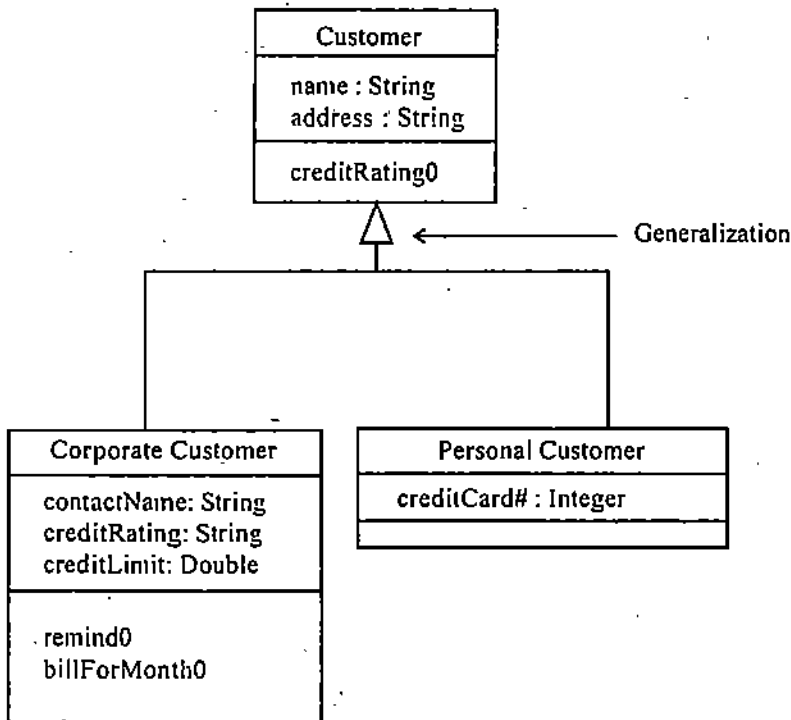 Customer
name : String
address : String
creditRating0
Generalization
Corporate Customer
contactName: String
creditRating: String
creditLimit: Double
remind0
billForMonth0
Personal Customer
creditCard# : Integer